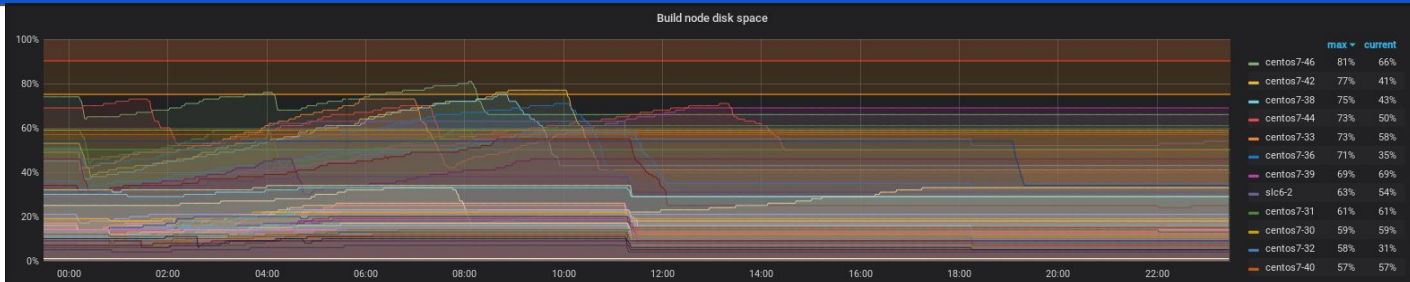 Build node disk space
100%
80%
60%
40%
20%
0%
00:00 02:00 04:00 06:00 08:00 10:00 12:00 14:00 16:00 18:00 20:00 22:00
max current
centos7-46 81% 66%
centos7-42 77% 41%
centos7-38 75% 43%
centos7-44 73% 50%
centos7-33 73% 58%
centos7-36 71% 35%
centos7-39 69% 69%
slc6-2 63% 54%
centos7-31 61% 61%
centos7-30 59% 59%
centos7-32 58% 31%
centos7-40 57% 57%